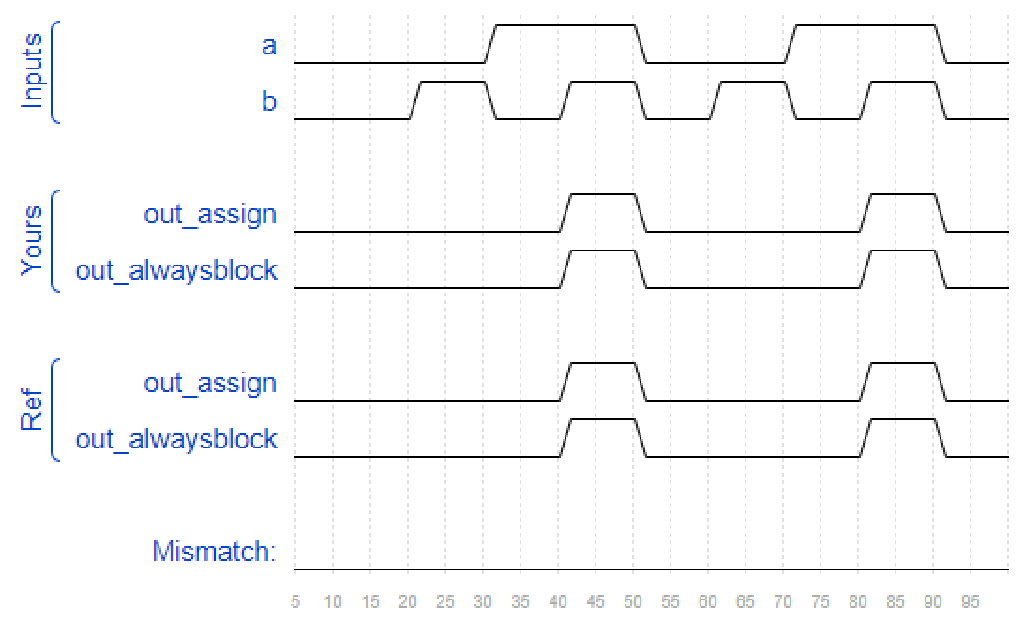 Inputs
a
b
Yours
out_assign
out_alwaysblock
Ref
out_assign
out_alwaysblock
Mismatch:
5 10 15 20 25 30 35 40 45 50 55 60 65 70 75 80 85 90 95